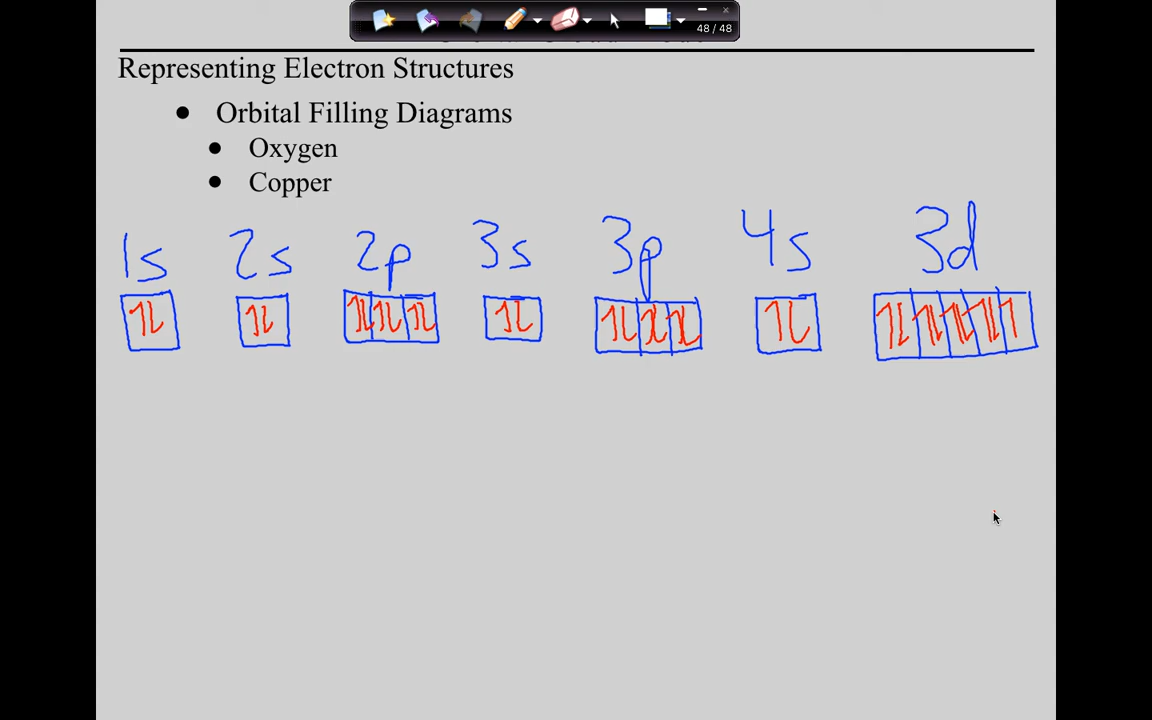 48 / 48
Representing Electron Structures
• Orbital Filling Diagrams
• Oxygen
• Copper
1s 2s 2p 3s 3p 4s 3d